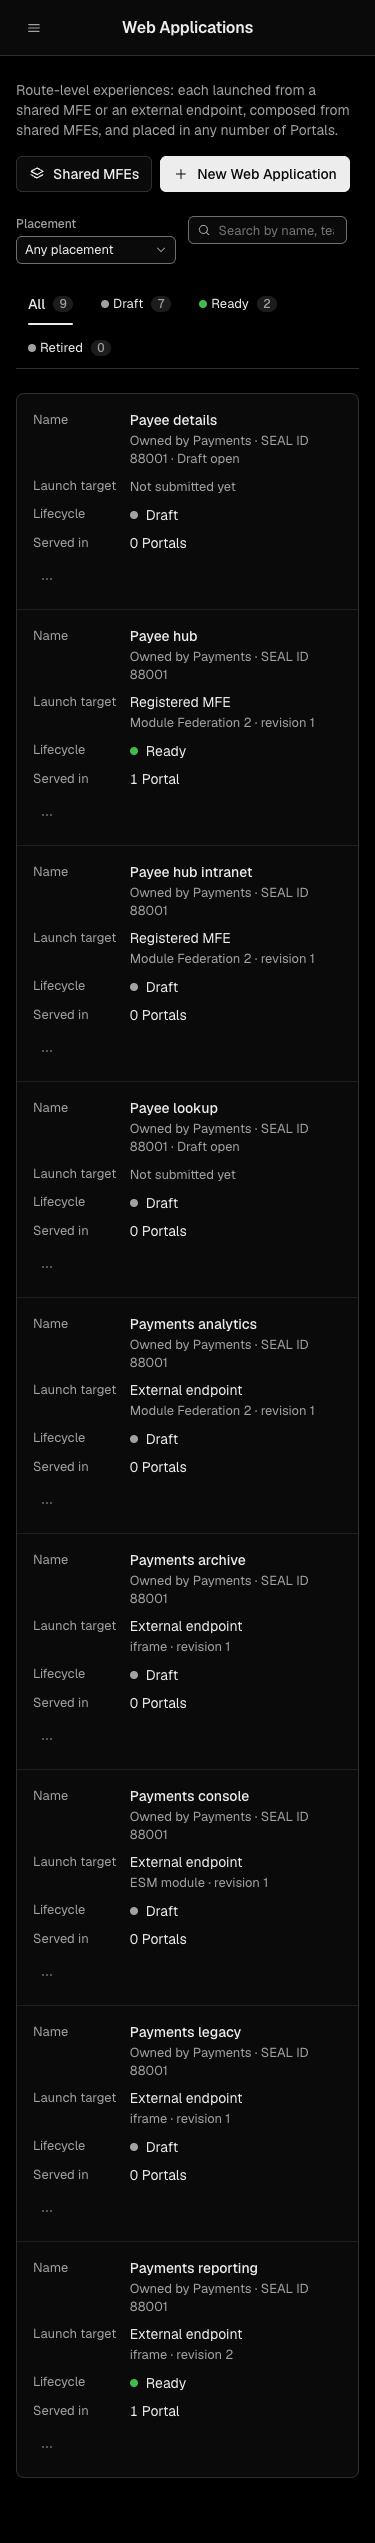 Web Applications
Route-level experiences: each launched from a
shared MFE or an external endpoint, composed from
shared MFEs, and placed in any number of Portals.
Shared MFEs
New Web Application
Placement
Any placement
Search by name, te
All 9
Draft 7
Ready 2
Retired 0
Name Payee details
Owned by Payments · SEAL ID
88001 · Draft open
Launch target Not submitted yet
Lifecycle Draft
Served in 0 Portals
...
Name Payee hub
Owned by Payments · SEAL ID
88001
Launch target Registered MFE
Module Federation 2 · revision 1
Lifecycle Ready
Served in 1 Portal
...
Name Payee hub intranet
Owned by Payments · SEAL ID
88001
Launch target Registered MFE
Module Federation 2 · revision 1
Lifecycle Draft
Served in 0 Portals
...
Name Payee lookup
Owned by Payments · SEAL ID
88001 · Draft open
Launch target Not submitted yet
Lifecycle Draft
Served in 0 Portals
...
Name Payments analytics
Owned by Payments · SEAL ID
88001
Launch target External endpoint
Module Federation 2 · revision 1
Lifecycle Draft
Served in 0 Portals
...
Name Payments archive
Owned by Payments · SEAL ID
88001
Launch target External endpoint
iframe · revision 1
Lifecycle Draft
Served in 0 Portals
...
Name Payments console
Owned by Payments · SEAL ID
88001
Launch target External endpoint
ESM module · revision 1
Lifecycle Draft
Served in 0 Portals
...
Name Payments legacy
Owned by Payments · SEAL ID
88001
Launch target External endpoint
iframe · revision 1
Lifecycle Draft
Served in 0 Portals
...
Name Payments reporting
Owned by Payments · SEAL ID
88001
Launch target External endpoint
iframe · revision 2
Lifecycle Ready
Served in 1 Portal
...